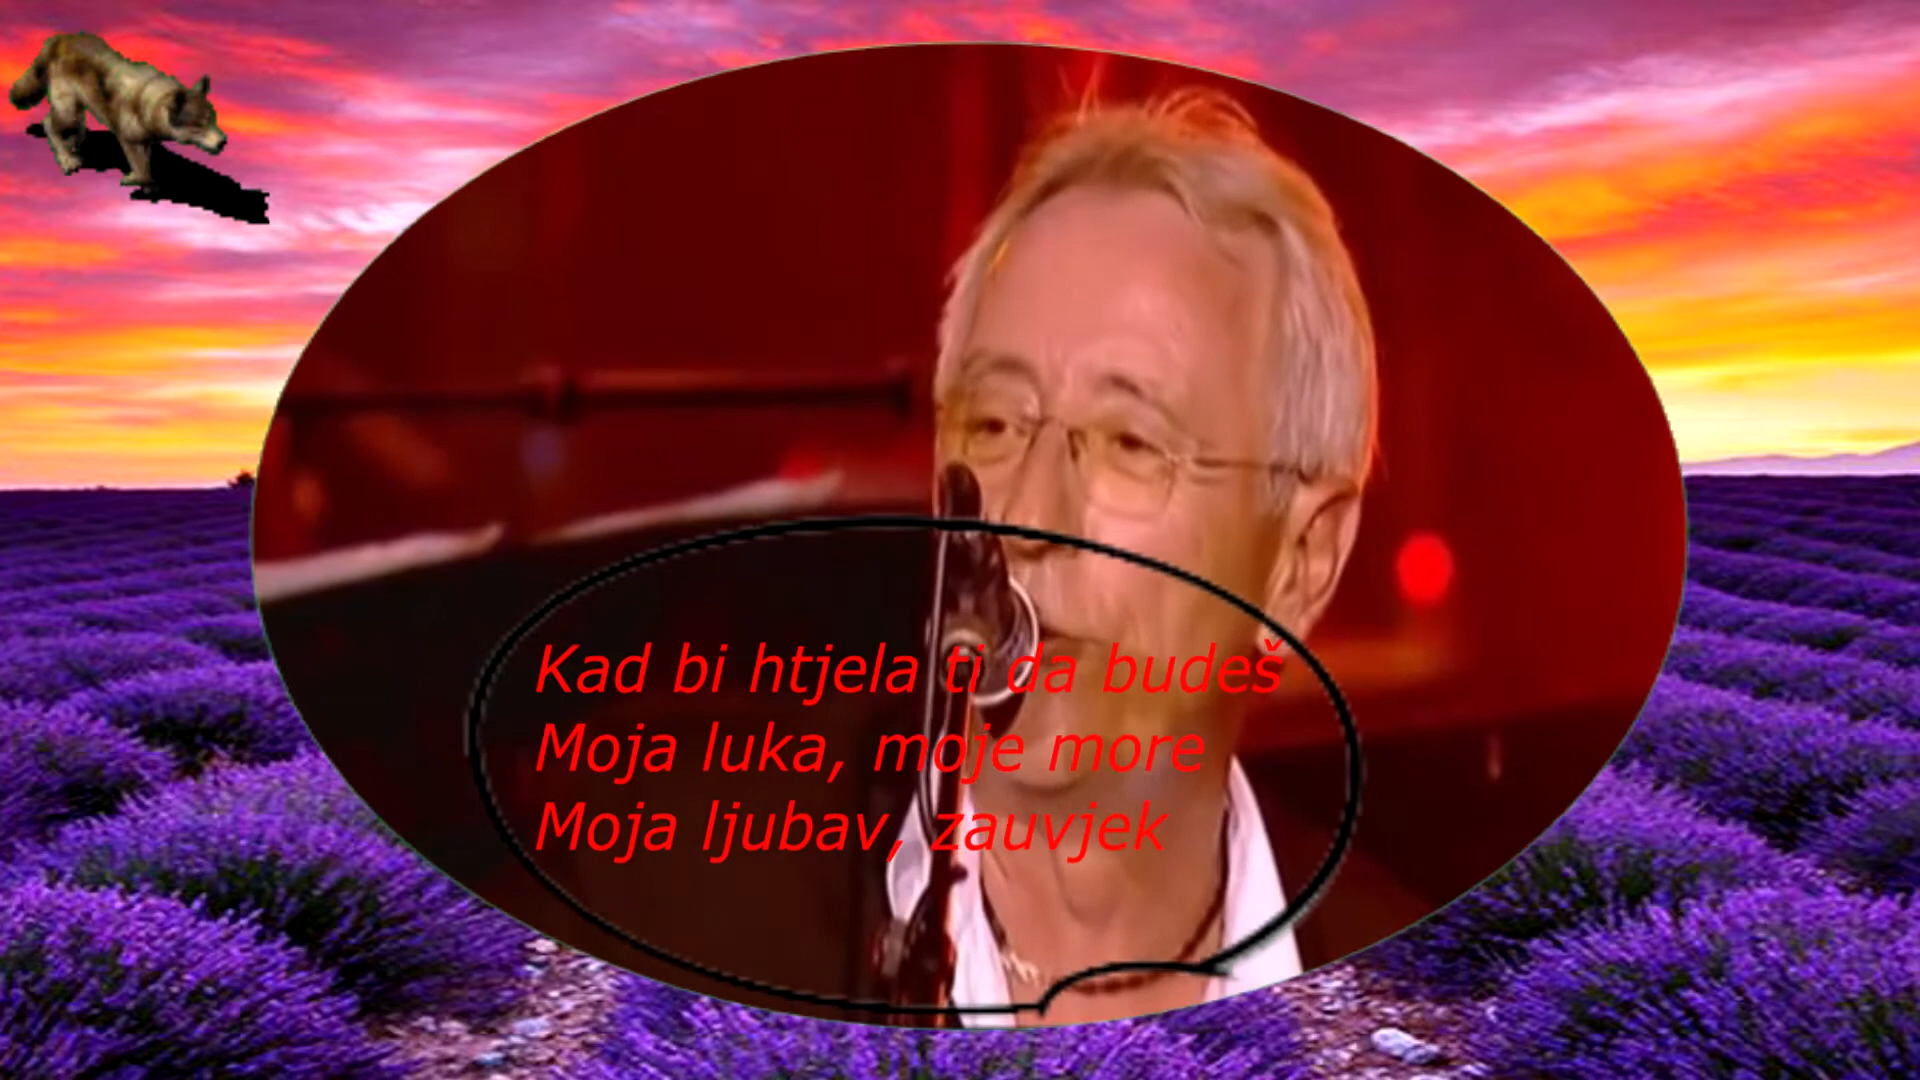 Kad bi htjela ti da budeš
Moja luka, moje more
Moja ljubav, zauvjek